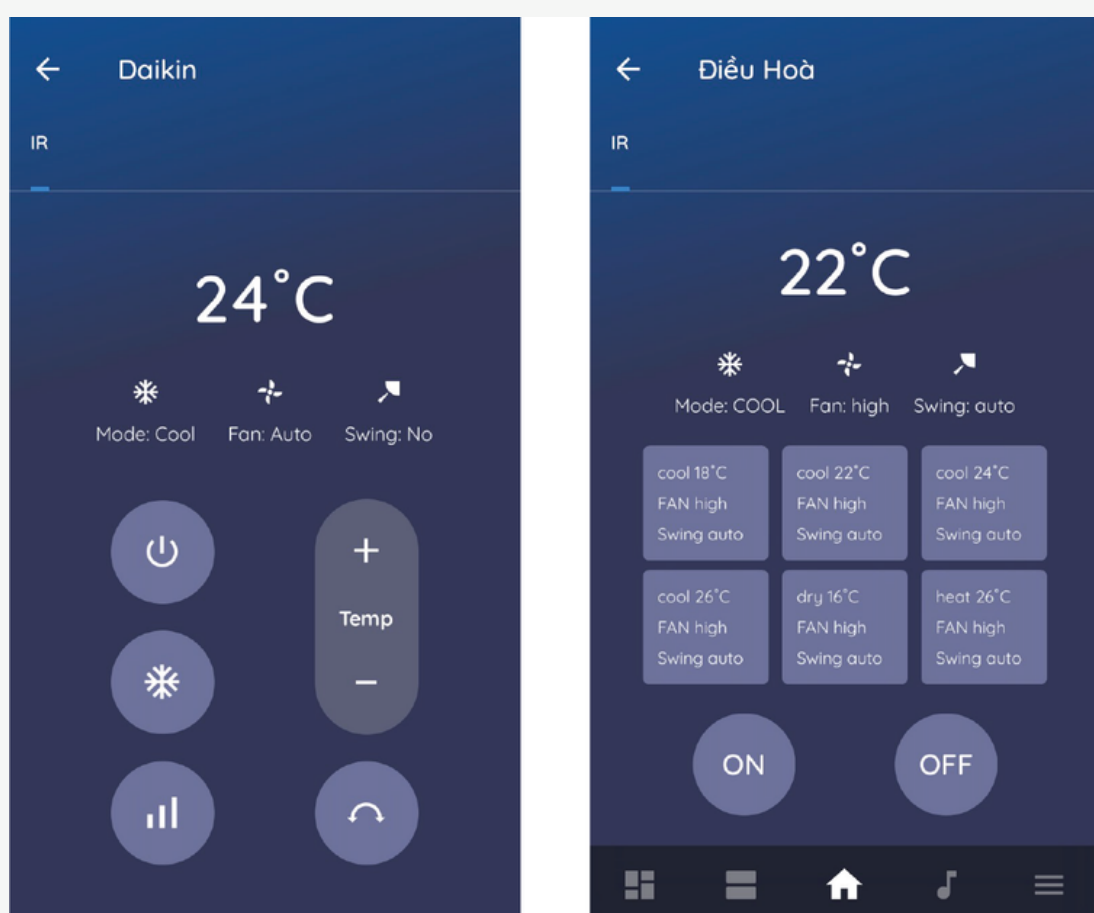 Daikin
IR
24°C
Mode: Cool Fan: Auto Swing: No
+
Temp
−
Điều Hoà
IR
22°C
Mode: COOL Fan: high Swing: auto
cool 18°C
FAN high
Swing auto
cool 22°C
FAN high
Swing auto
cool 24°C
FAN high
Swing auto
cool 26°C
FAN high
Swing auto
dry 16°C
FAN high
Swing auto
heat 26°C
FAN high
Swing auto
ON
OFF